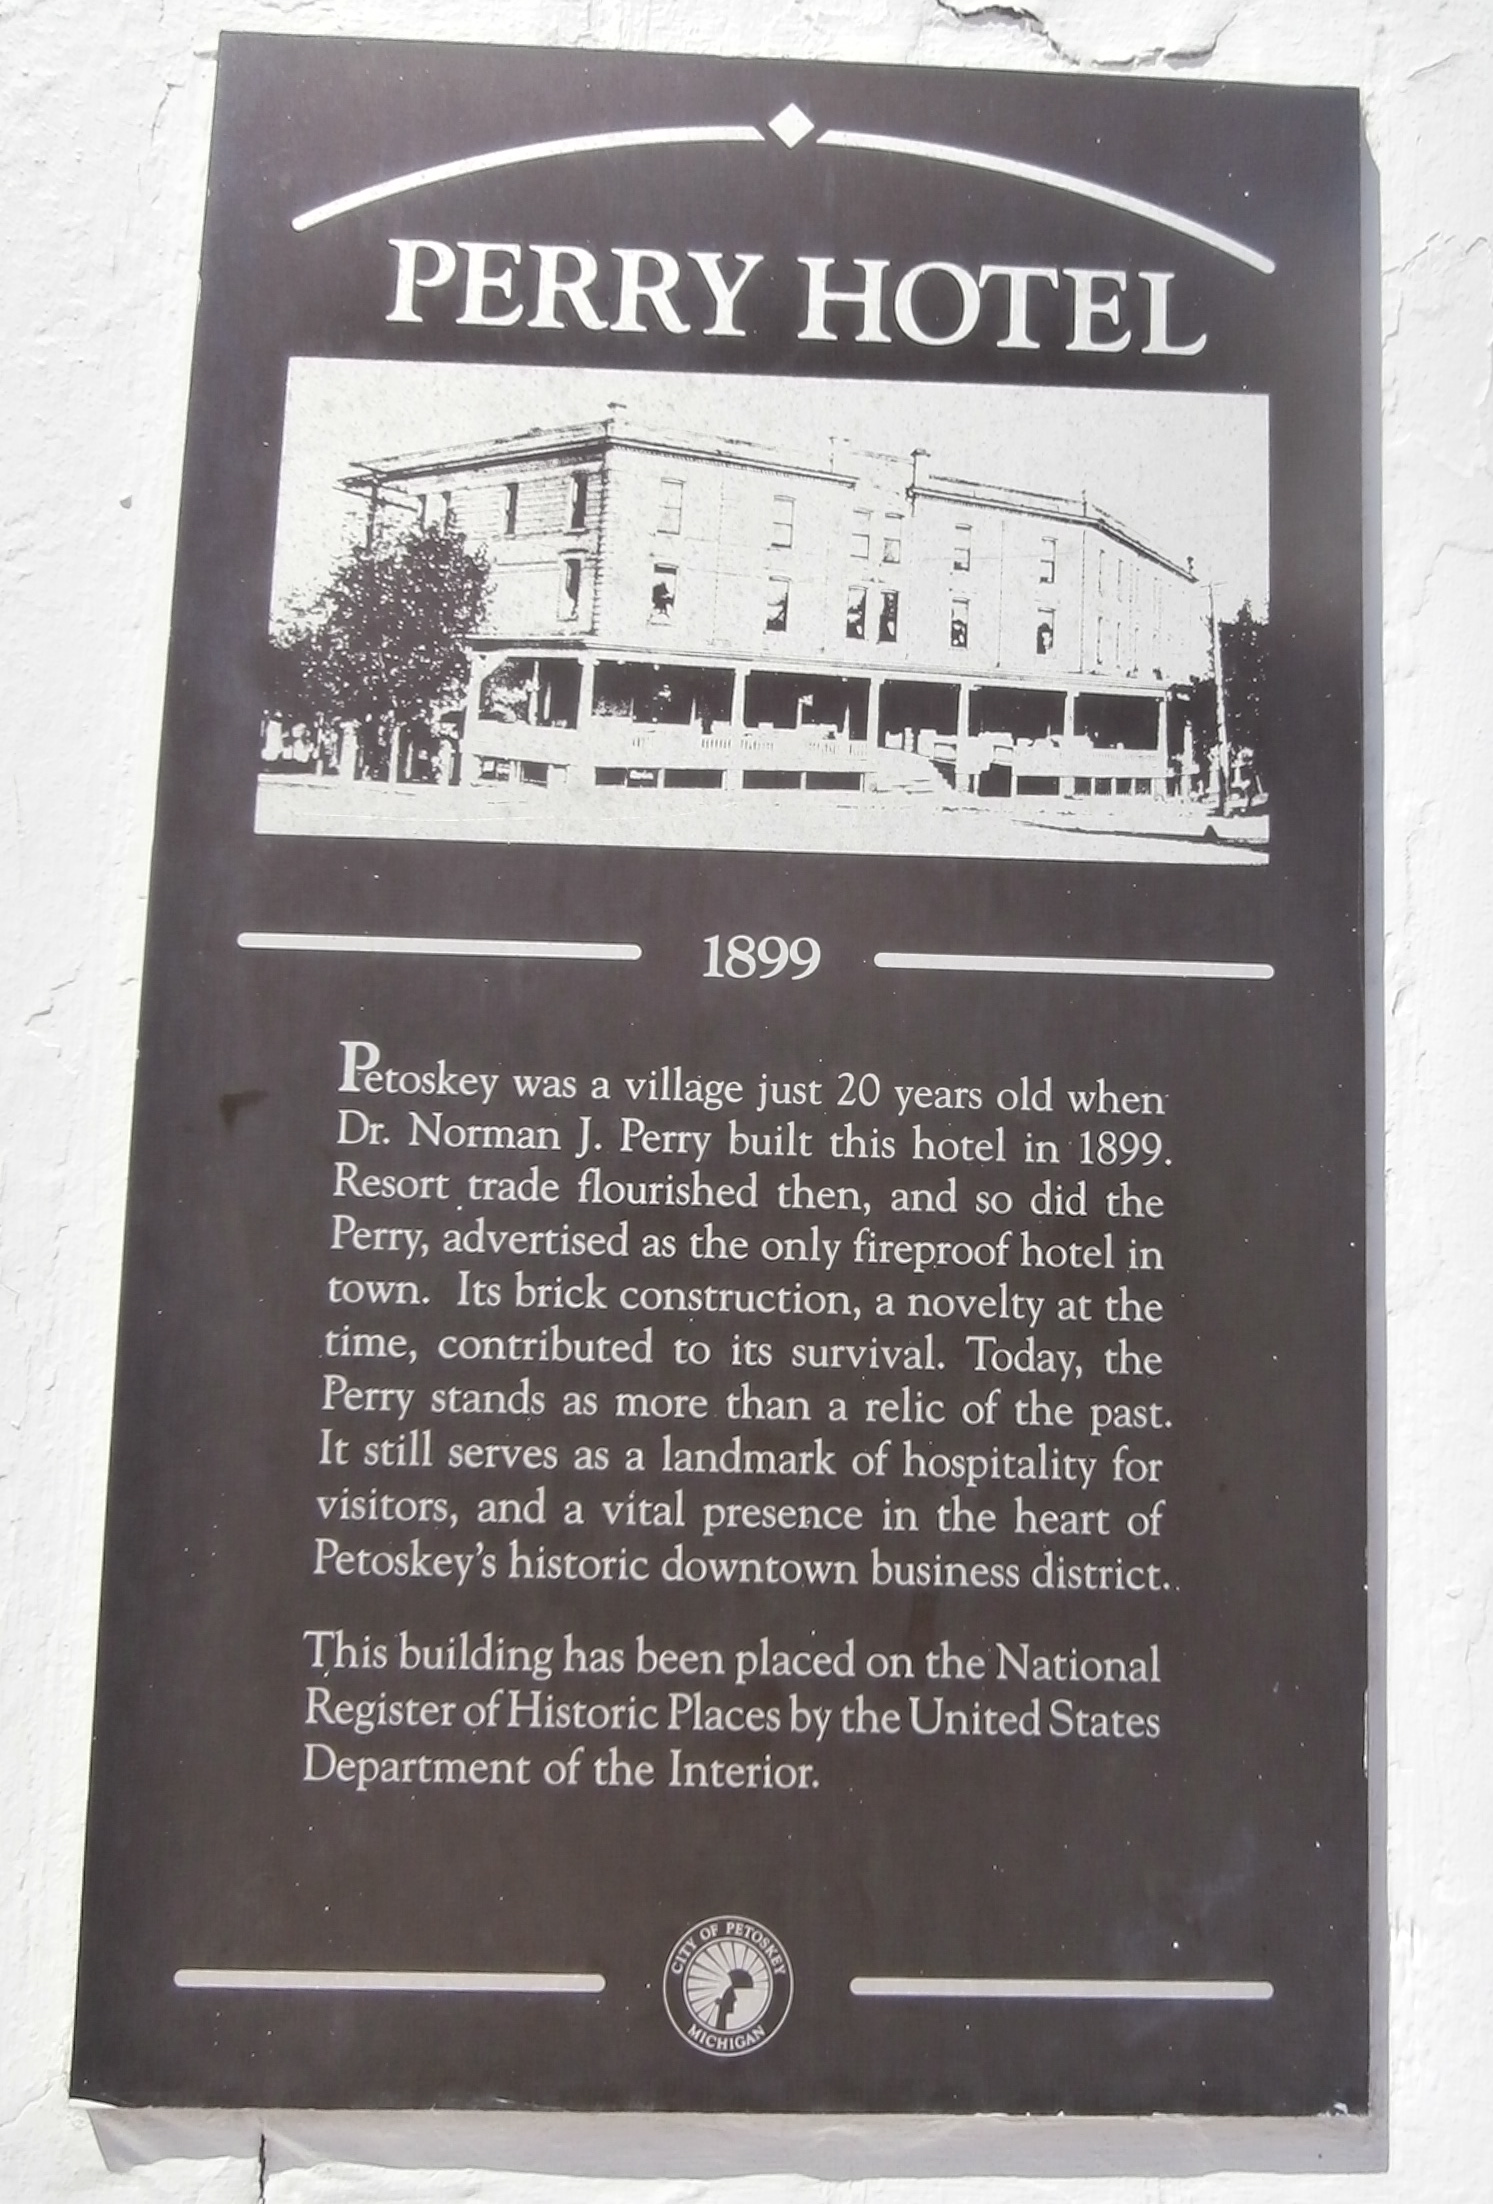 PERRY HOTEL
1899
Petoskey was a village just 20 years old when
Dr. Norman J. Perry built this hotel in 1899.
Resort trade flourished then, and so did the
Perry, advertised as the only fireproof hotel in
town. Its brick construction, a novelty at the
time, contributed to its survival. Today, the
Perry stands as more than a relic of the past.
It still serves as a landmark of hospitality for
visitors, and a vital presence in the heart of
Petoskey's historic downtown business district.
This building has been placed on the National
Register of Historic Places by the United States
Department of the Interior.
CITY OF PETOSKEY
MICHIGAN